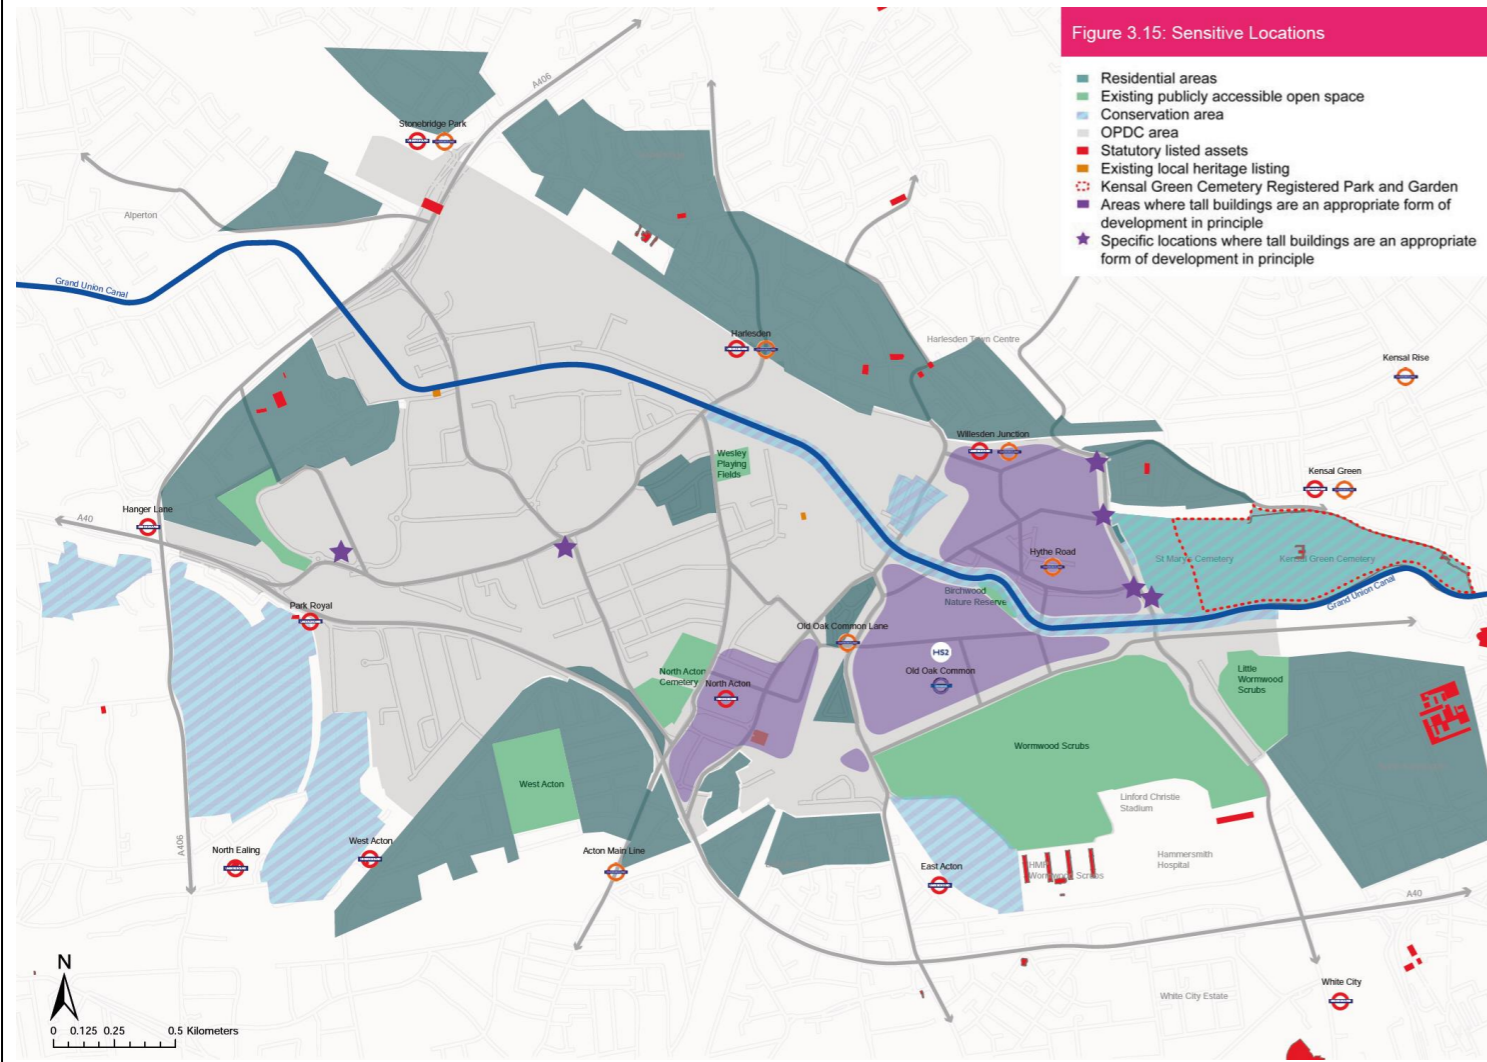 Figure 3.15: Sensitive Locations
Residential areas
Existing publicly accessible open space
Conservation area
OPDC area
Statutory listed assets
Existing local heritage listing
Kensal Green Cemetery Registered Park and Garden
Areas where tall buildings are an appropriate form of
development in principle
Specific locations where tall buildings are an appropriate
form of development in principle
A406
Stonebridge Park
Alperton
Grand Union Canal
Harlesden
Harlesden Town Centre
Kensal Rise
Willesden Junction
Wesley
Playing
Fields
Kensal Green
Hanger Lane
A40
Hythe Road
St Mary's Cemetery
Kensal Green Cemetery
Birchwood
Nature Reserve
Grand Union Canal
Park Royal
Old Oak Common Lane
HS2
Old Oak Common
North Acton
Cemetery
North Acton
Little
Wormwood
Scrubs
Wormwood Scrubs
West Acton
Linford Christie
Stadium
A406
North Ealing
West Acton
Acton Main Line
East Acton
HMP
Wormwood Scrubs
Hammersmith
Hospital
A40
White City
White City Estate
N
0 0.125 0.25 0.5 Kilometers